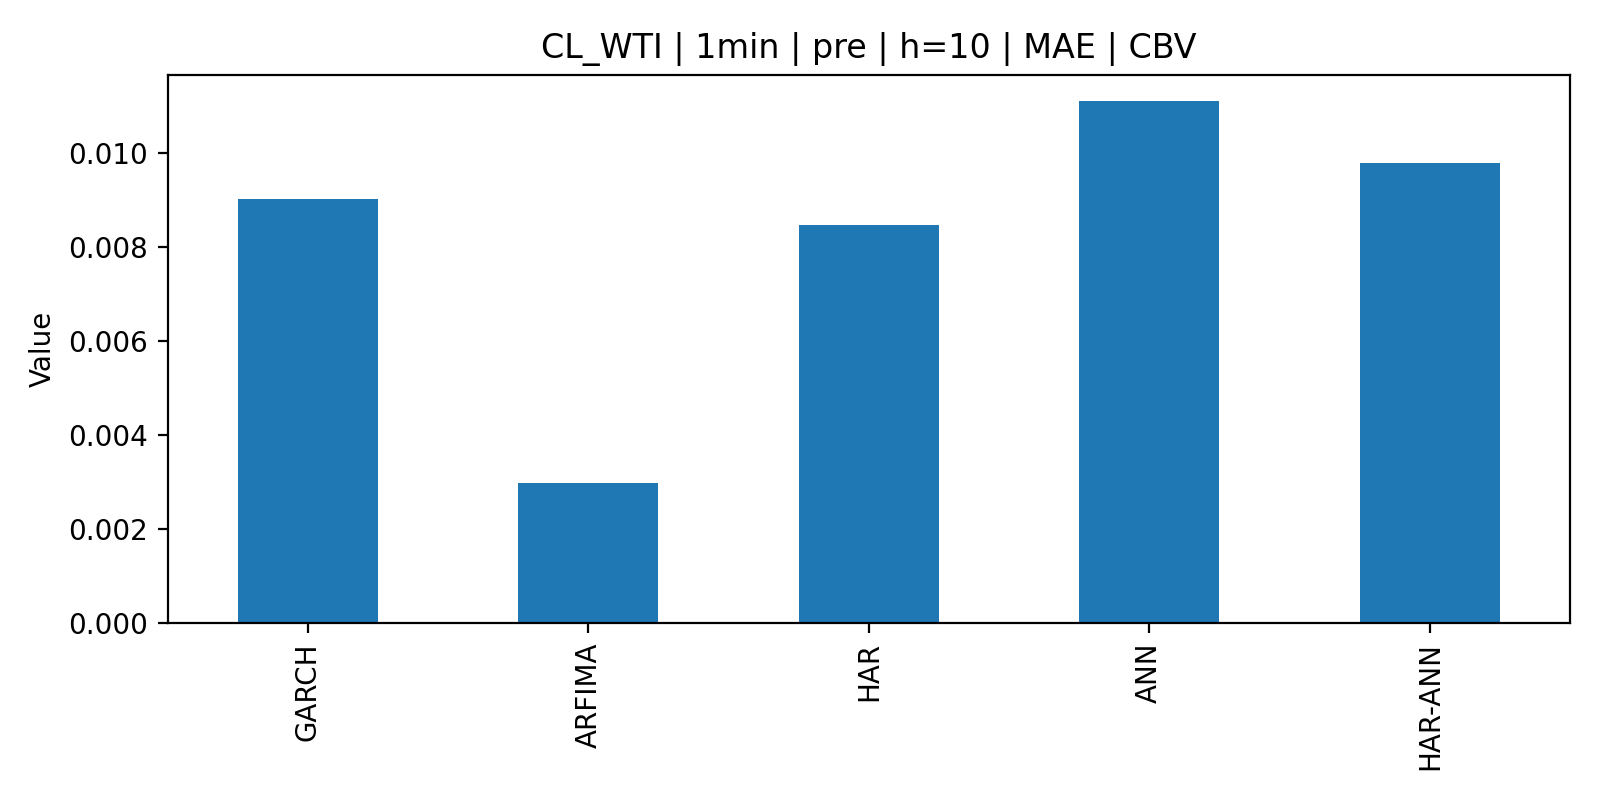 CL_WTI | 1min | pre | h=10 | MAE | CBV
Value
0.010
0.008
0.006
0.004
0.002
0.000
GARCH
ARFIMA
HAR
ANN
HAR-ANN